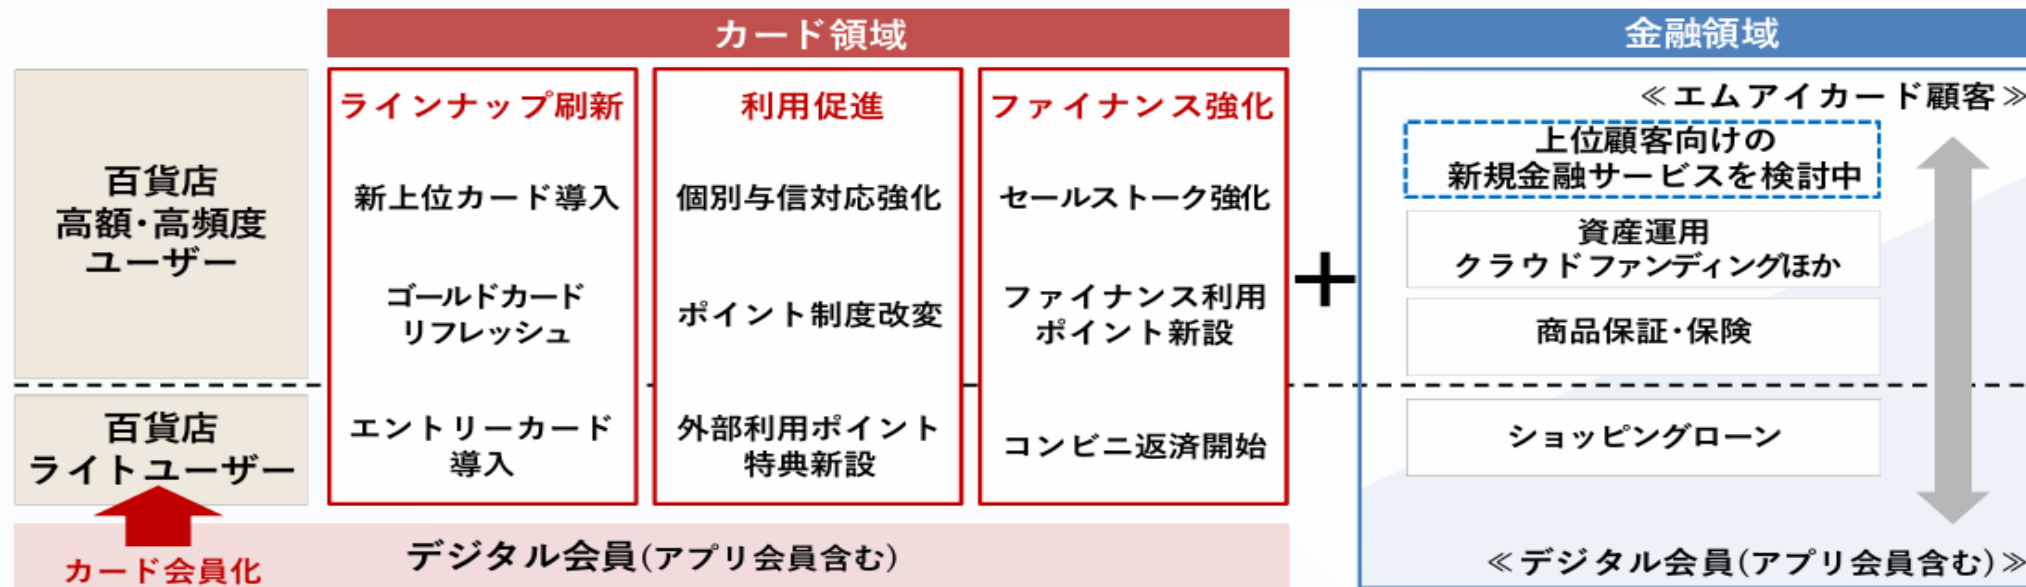 カード領域
金融領域
百貨店
高額・高頻度
ユーザー
百貨店
ライトユーザー
カード会員化
ラインナップ刷新
新上位カード導入
ゴールドカード
リフレッシュ
エントリーカード
導入
利用促進
個別与信対応強化
ポイント制度改変
外部利用ポイント
特典新設
ファイナンス強化
セールストーク強化
ファイナンス利用
ポイント新設
コンビニ返済開始
デジタル会員(アプリ会員含む)
+
≪エムアイカード顧客≫
上位顧客向けの
新規金融サービスを検討中
資産運用
クラウドファンディングほか
商品保証・保険
ショッピングローン
≪デジタル会員(アプリ会員含む)≫